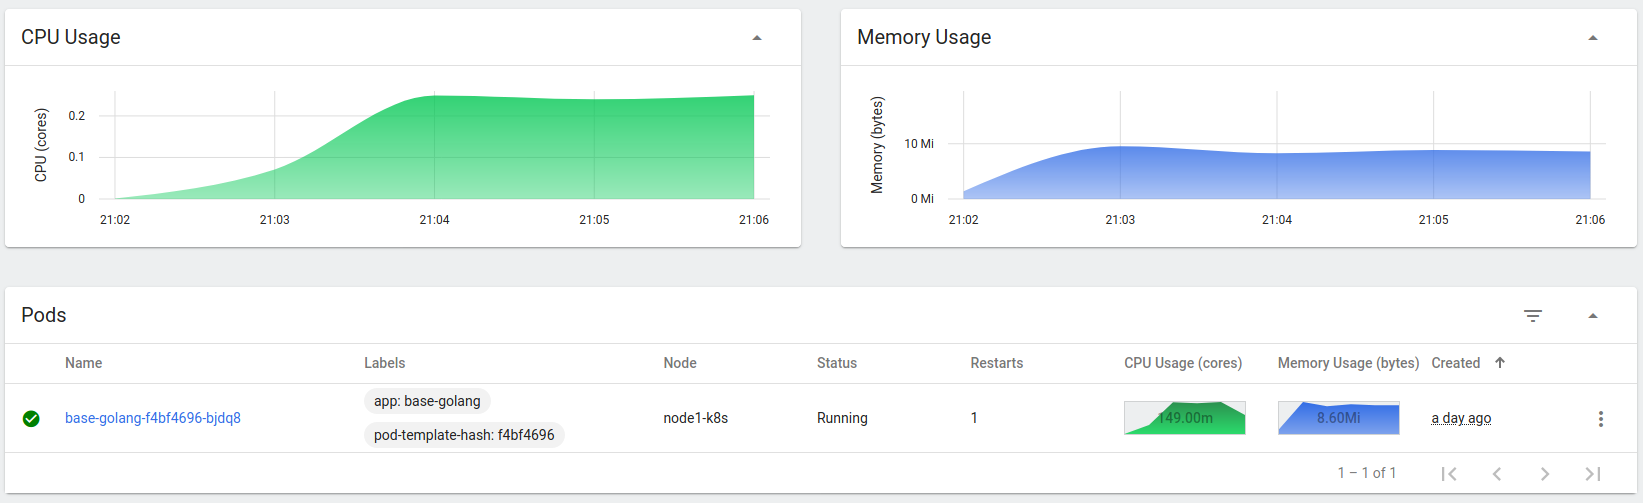 CPU Usage
CPU (cores)
0.2
0.1
0
21:02 21:03 21:04 21:05 21:06
Memory Usage
Memory (bytes)
10 Mi
0 Mi
21:02 21:03 21:04 21:05 21:06
Pods
Name Labels Node Status Restarts CPU Usage (cores) Memory Usage (bytes) Created
base-golang-f4bf4696-bjdq8 app: base-golang node1-k8s Running 1 149.00m 8.60Mi a day ago
pod-template-hash: f4bf4696
1 – 1 of 1